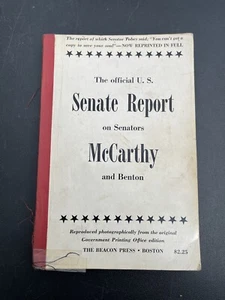 The report of which Senator Tobey said: "You can't get a
copy to save your soul"—NOW REPRINTED IN FULL
★★★★★★★★★★★★
The official U. S.
Senate Report
on Senators
McCarthy
and Benton
★★★★★★★★★★★★
Reproduced photographically from the original
Government Printing Office edition
THE BEACON PRESS • BOSTON $2.25